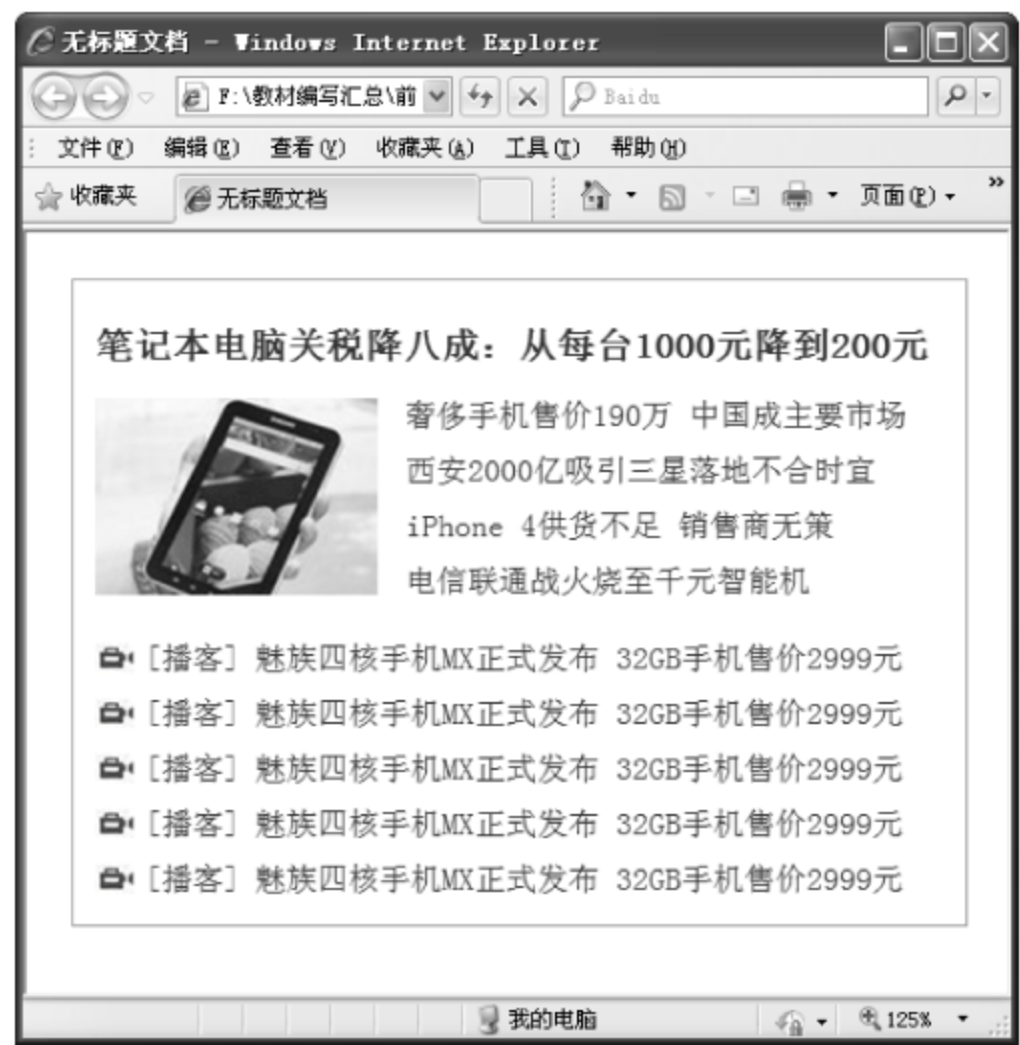 无标题文档 - Windows Internet Explorer
F:\教材编写汇总\前
Baidu
文件(F) 编辑(E) 查看(V) 收藏夹(A) 工具(T) 帮助(H)
收藏夹 无标题文档 页面(P) »
笔记本电脑关税降八成：从每台1000元降到200元
奢侈手机售价190万 中国成主要市场
西安2000亿吸引三星落地不合时宜
iPhone 4供货不足 销售商无策
电信联通战火烧至千元智能机
[播客] 魅族四核手机MX正式发布 32GB手机售价2999元
[播客] 魅族四核手机MX正式发布 32GB手机售价2999元
[播客] 魅族四核手机MX正式发布 32GB手机售价2999元
[播客] 魅族四核手机MX正式发布 32GB手机售价2999元
[播客] 魅族四核手机MX正式发布 32GB手机售价2999元
我的电脑 125%